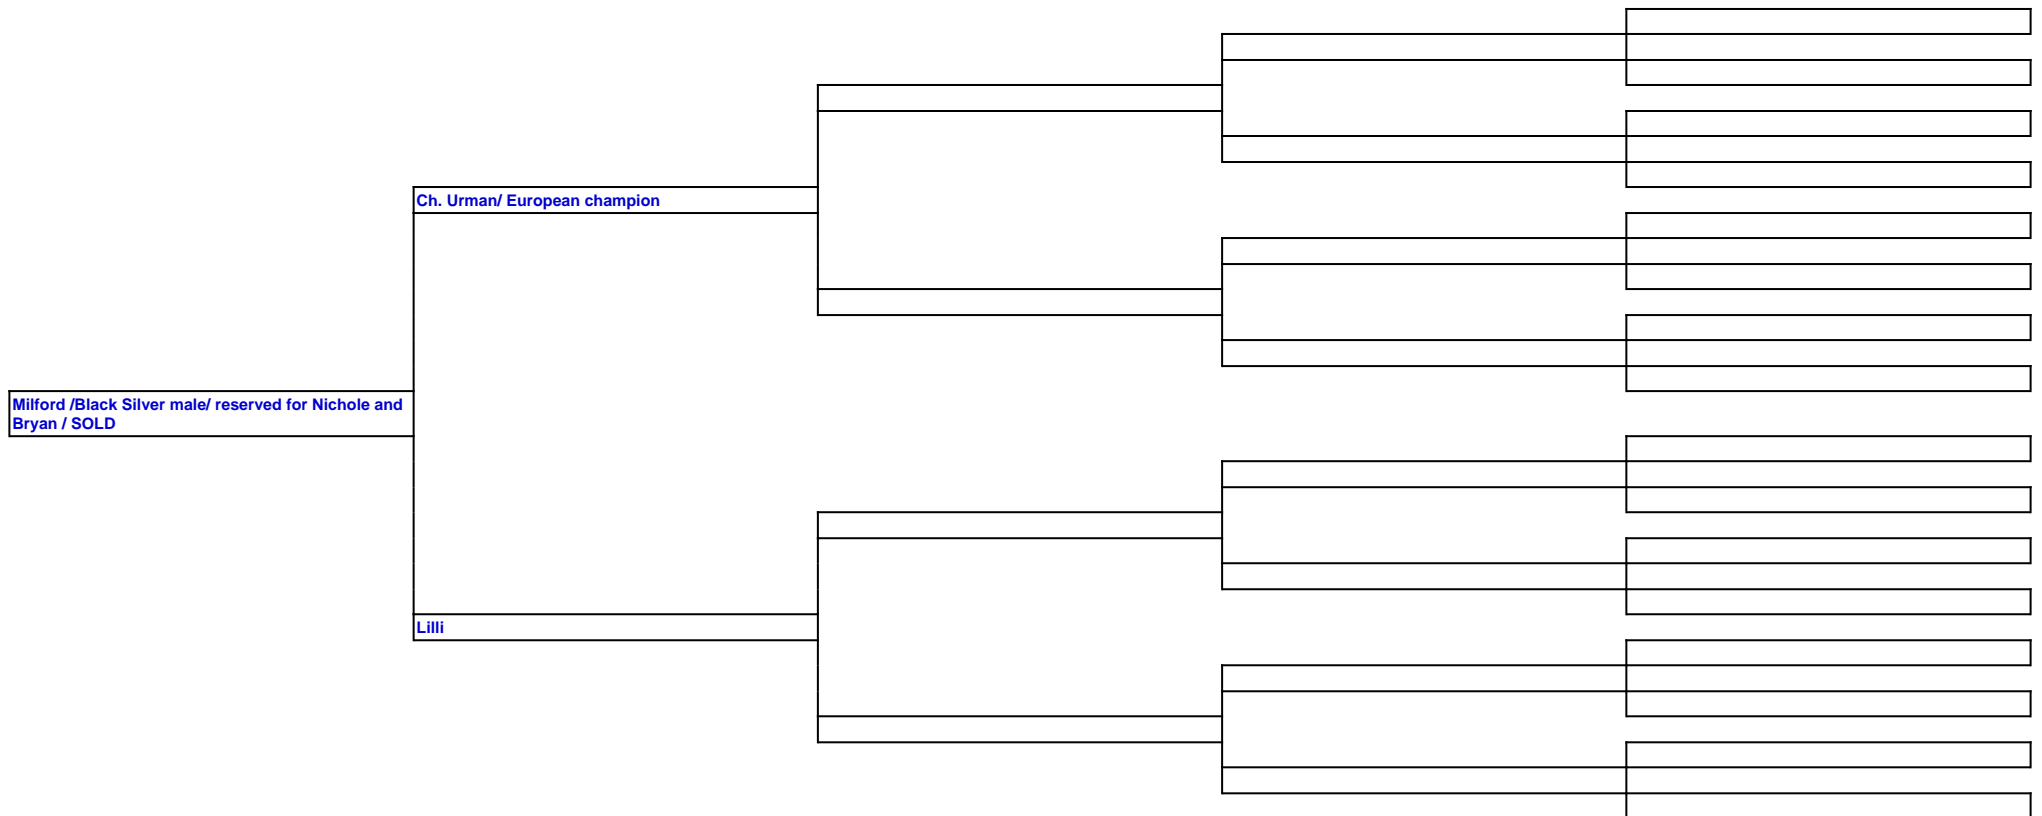 Ch. Urman/ European champion
Milford /Black Silver male/ reserved for Nichole and
Bryan / SOLD
Lilli